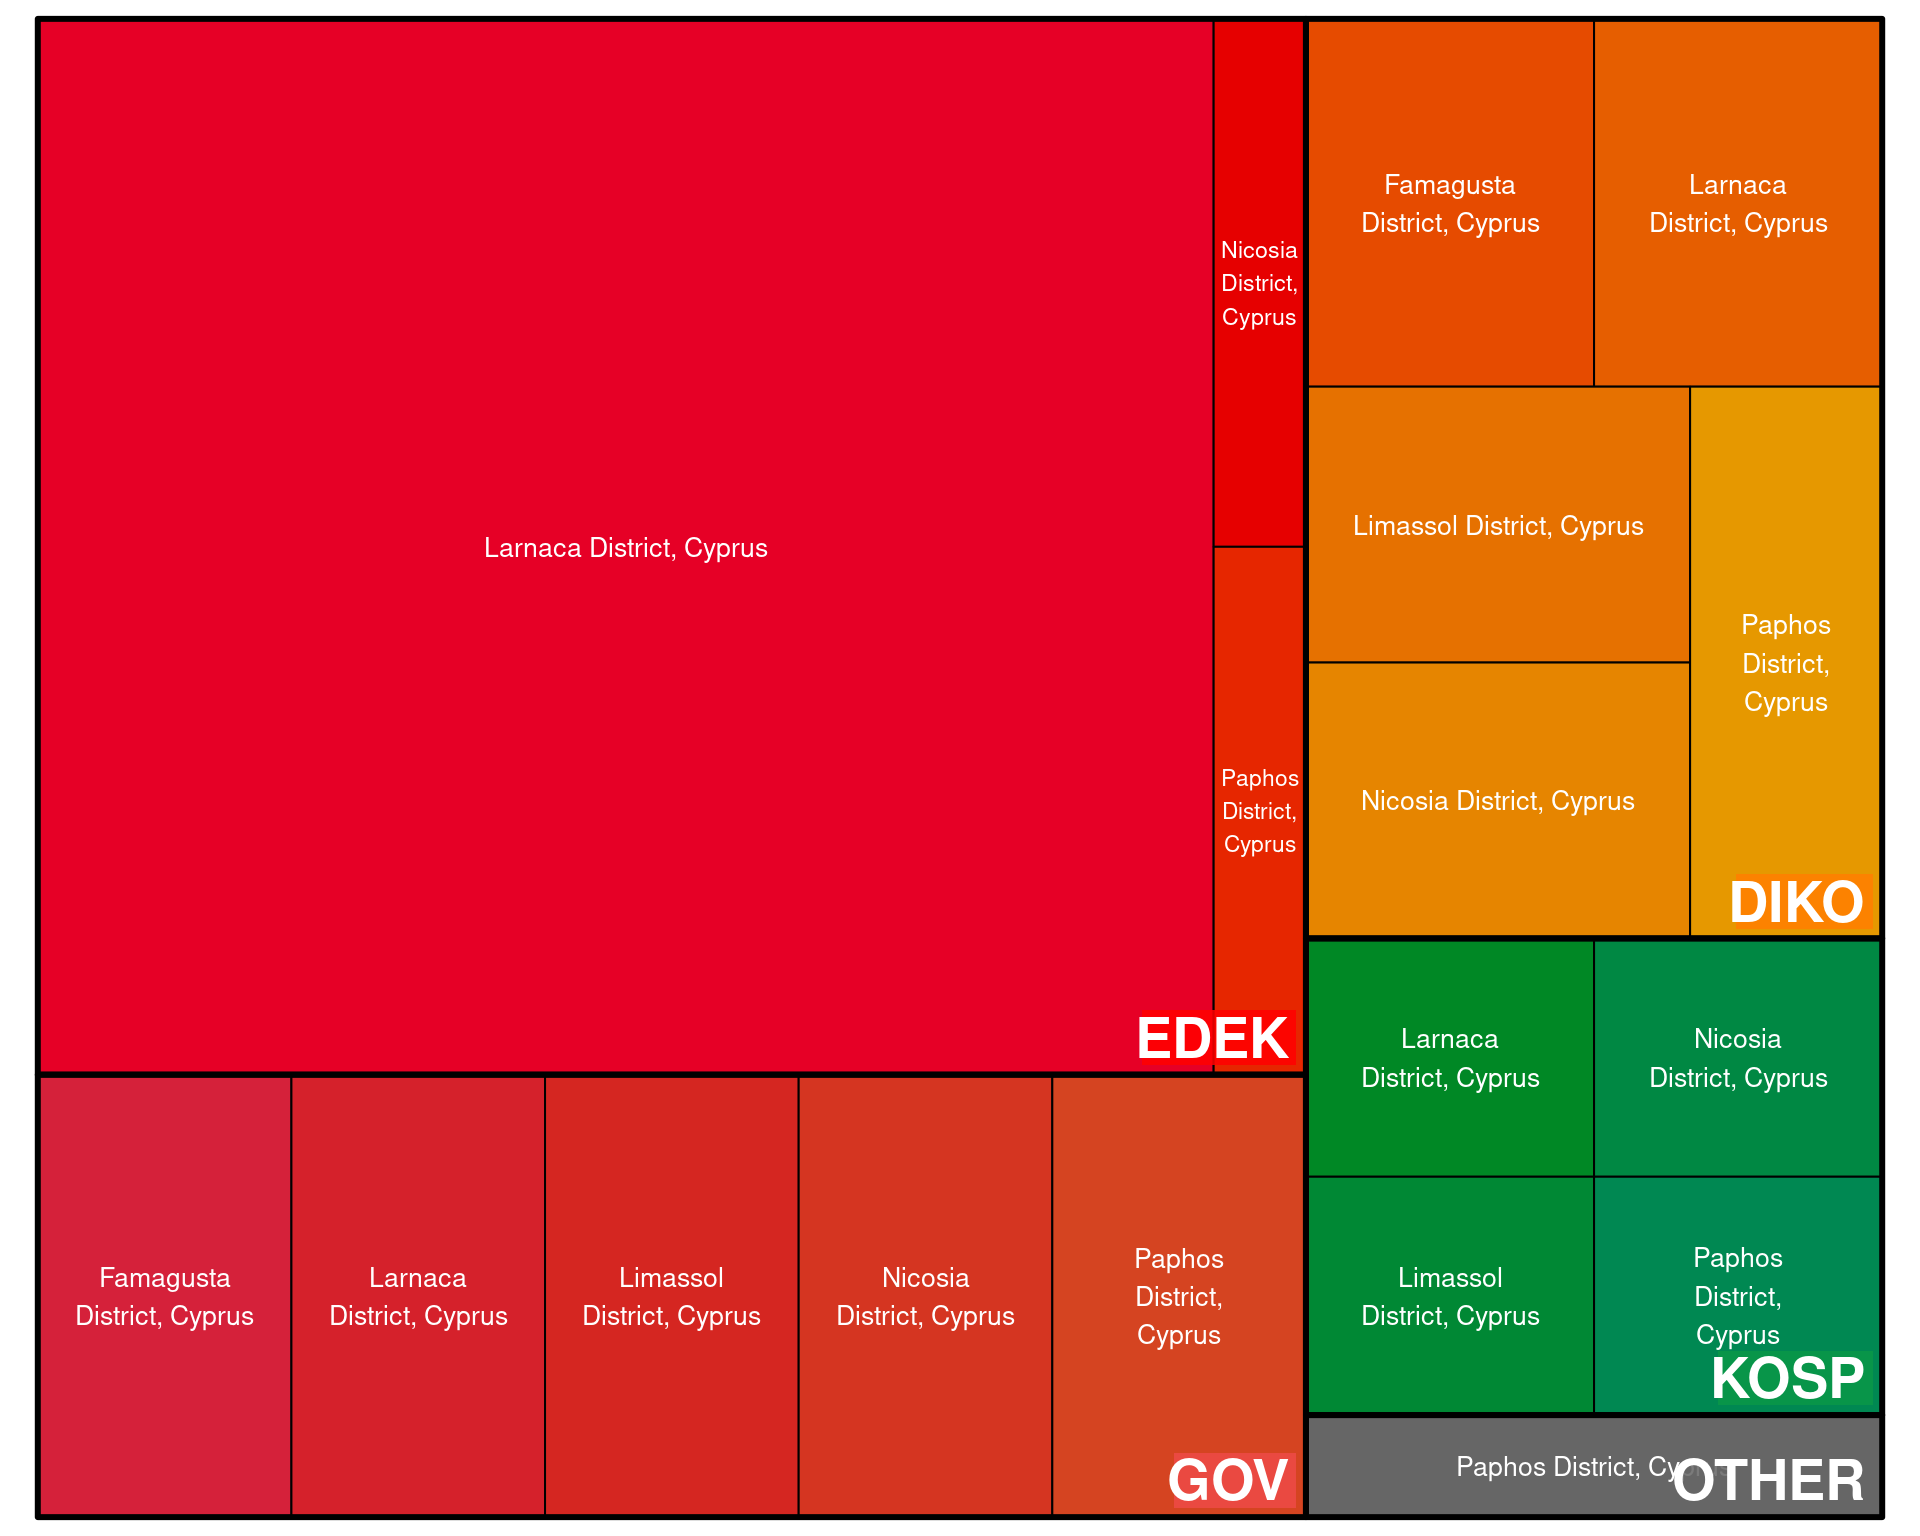 Larnaca District, Cyprus
Nicosia
District,
Cyprus
Paphos
District,
Cyprus
EDEK
Famagusta
District, Cyprus
Larnaca
District, Cyprus
Limassol District, Cyprus
Nicosia District, Cyprus
Paphos
District,
Cyprus
DIKO
Famagusta
District, Cyprus
Larnaca
District, Cyprus
Limassol
District, Cyprus
Nicosia
District, Cyprus
Paphos
District,
Cyprus
GOV
Larnaca
District, Cyprus
Nicosia
District, Cyprus
Limassol
District, Cyprus
Paphos
District,
Cyprus
KOSP
Paphos District, Cyprus
OTHER